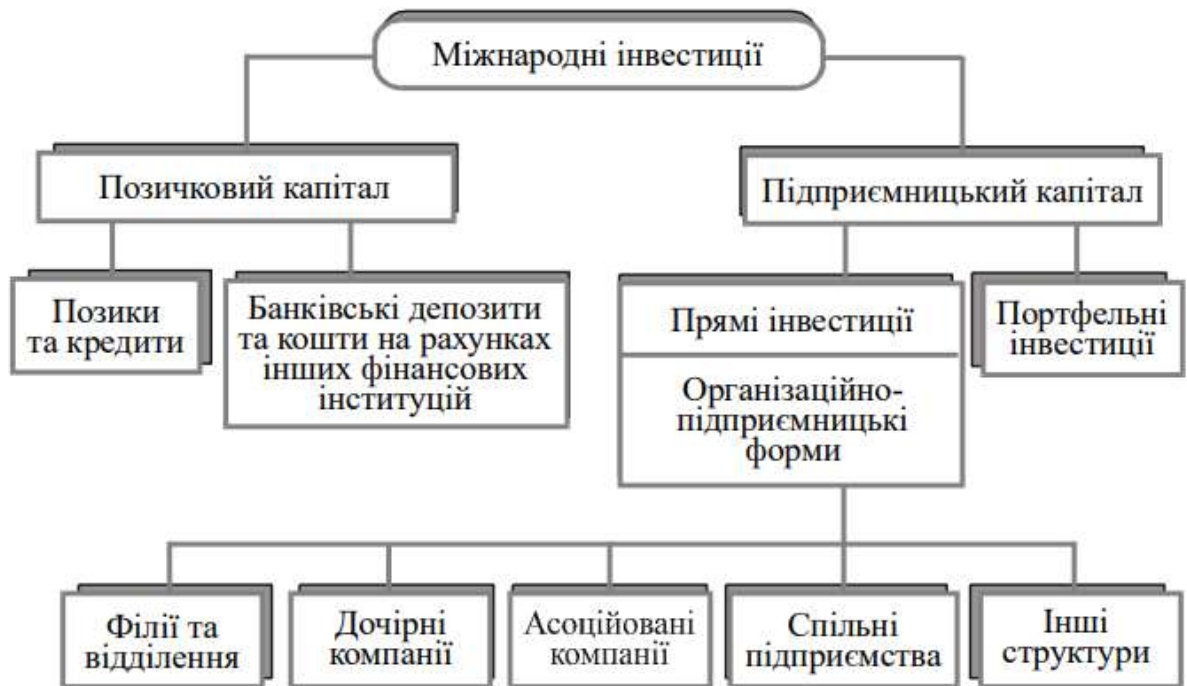 Міжнародні інвестиції
Позичковий капітал
Підприємницький капітал
Позики
та кредити
Банківські депозити
та кошти на рахунках
інших фінансових
інституцій
Прямі інвестиції
Організаційно-
підприємницькі
форми
Портфельні
інвестиції
Філії та
відділення
Дочірні
компанії
Асоційовані
компанії
Спільні
підприємства
Інші
структури